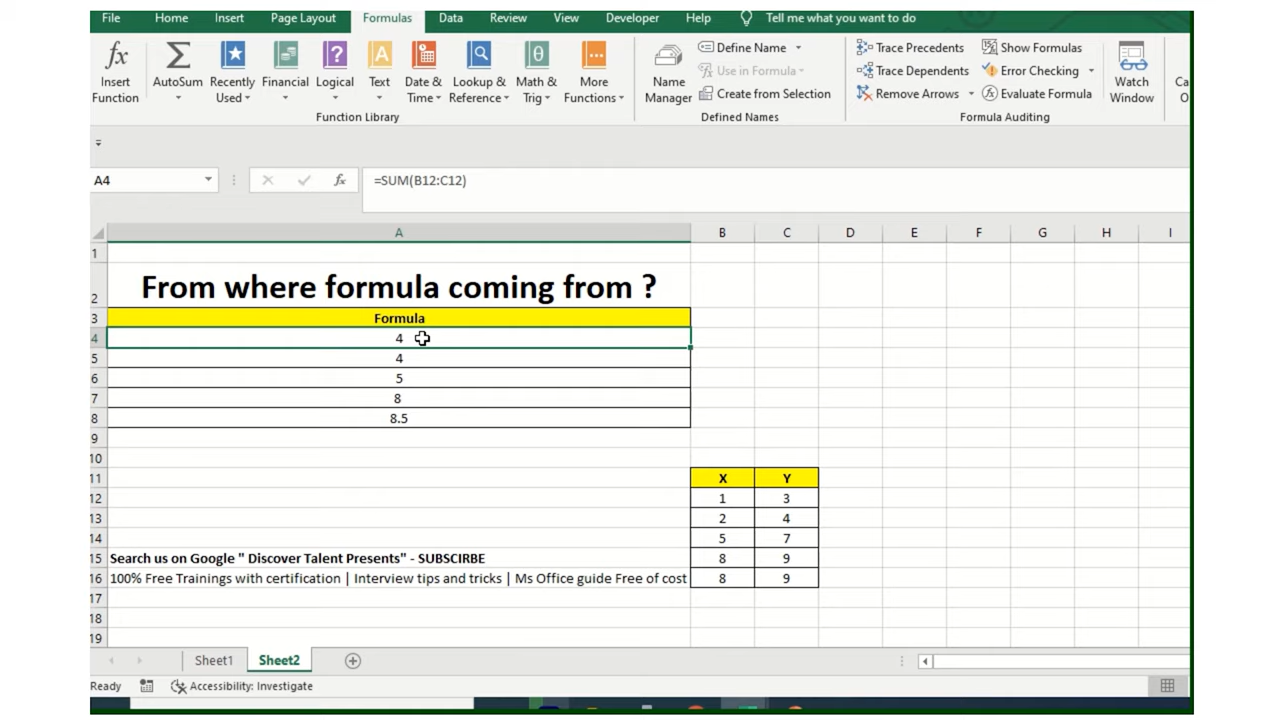 File Home Insert Page Layout Formulas Data Review View Developer Help Tell me what you want to do
fx Insert Function
AutoSum
Recently Used
Financial
Logical
Text
Date & Time
Lookup & Reference
Math & Trig
More Functions
Function Library
Name Manager
Define Name
Use in Formula
Create from Selection
Defined Names
Trace Precedents
Trace Dependents
Remove Arrows
Show Formulas
Error Checking
Evaluate Formula
Formula Auditing
Watch Window
A4 fx =SUM(B12:C12)
A B C D E F G H I
1
2 From where formula coming from ?
3 Formula
4 4
5 4
6 5
7 8
8 8.5
9
10
11 X Y
12 1 3
13 2 4
14 5 7
15 Search us on Google " Discover Talent Presents" - SUBSCIRBE 8 9
16 100% Free Trainings with certification | Interview tips and tricks | Ms Office guide Free of cost 8 9
17
18
19
Sheet1 Sheet2
Ready Accessibility: Investigate